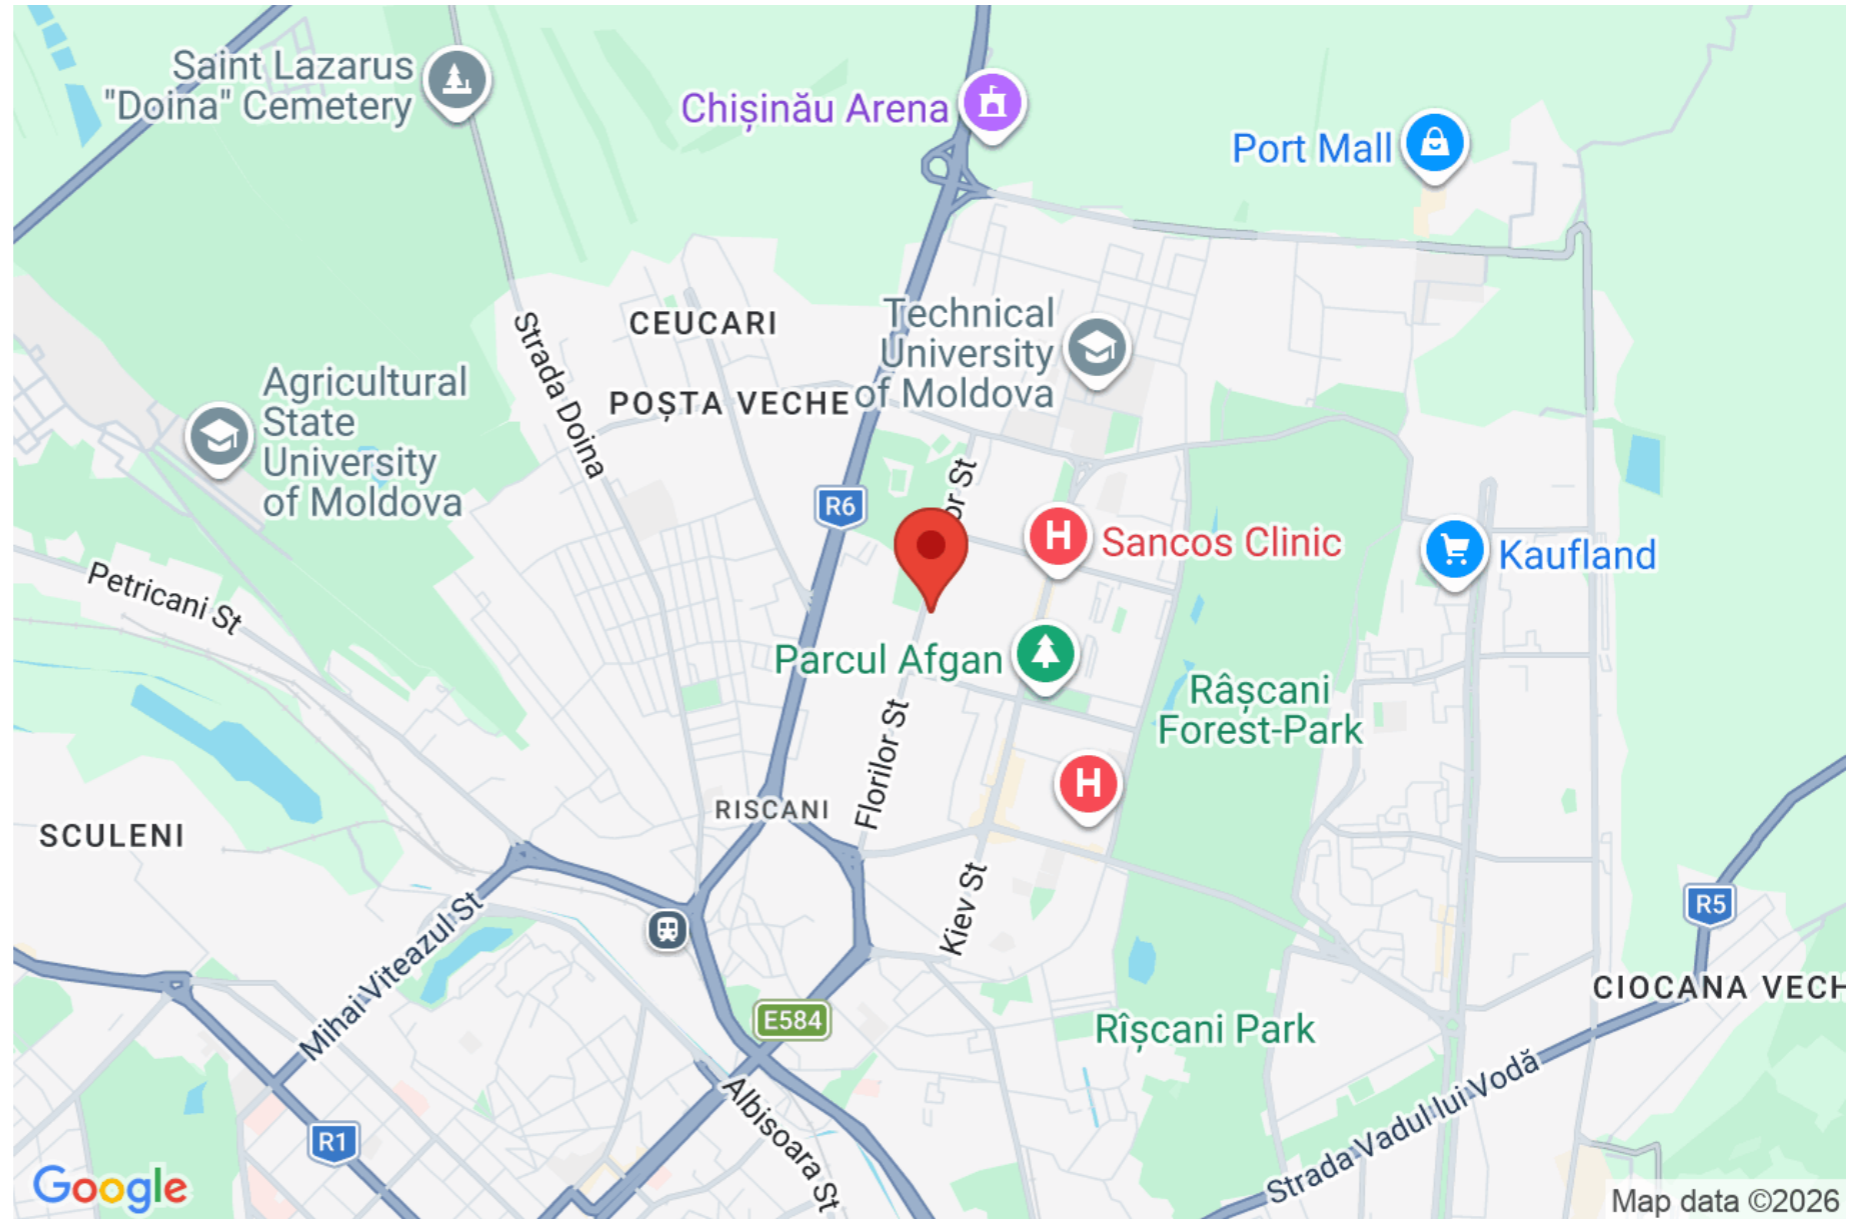 Saint Lazarus
"Doina" Cemetery
Chișinău Arena
Port Mall
CEUCARI
Technical
University
of Moldova
POȘTA VECHE
Strada Doina
Agricultural
State
University
of Moldova
R6
or St
H
Sancos Clinic
Kaufland
Petricani St
Parcul Afgan
Râșcani
Forest-Park
Florilor St
H
RISCANI
SCULENI
Mihai Viteazul St
Kiev St
R5
CIOCANA VECH
E584
Rîșcani Park
Albisoara St
Strada Vadul lui Vodă
R1
Google
Map data ©2026